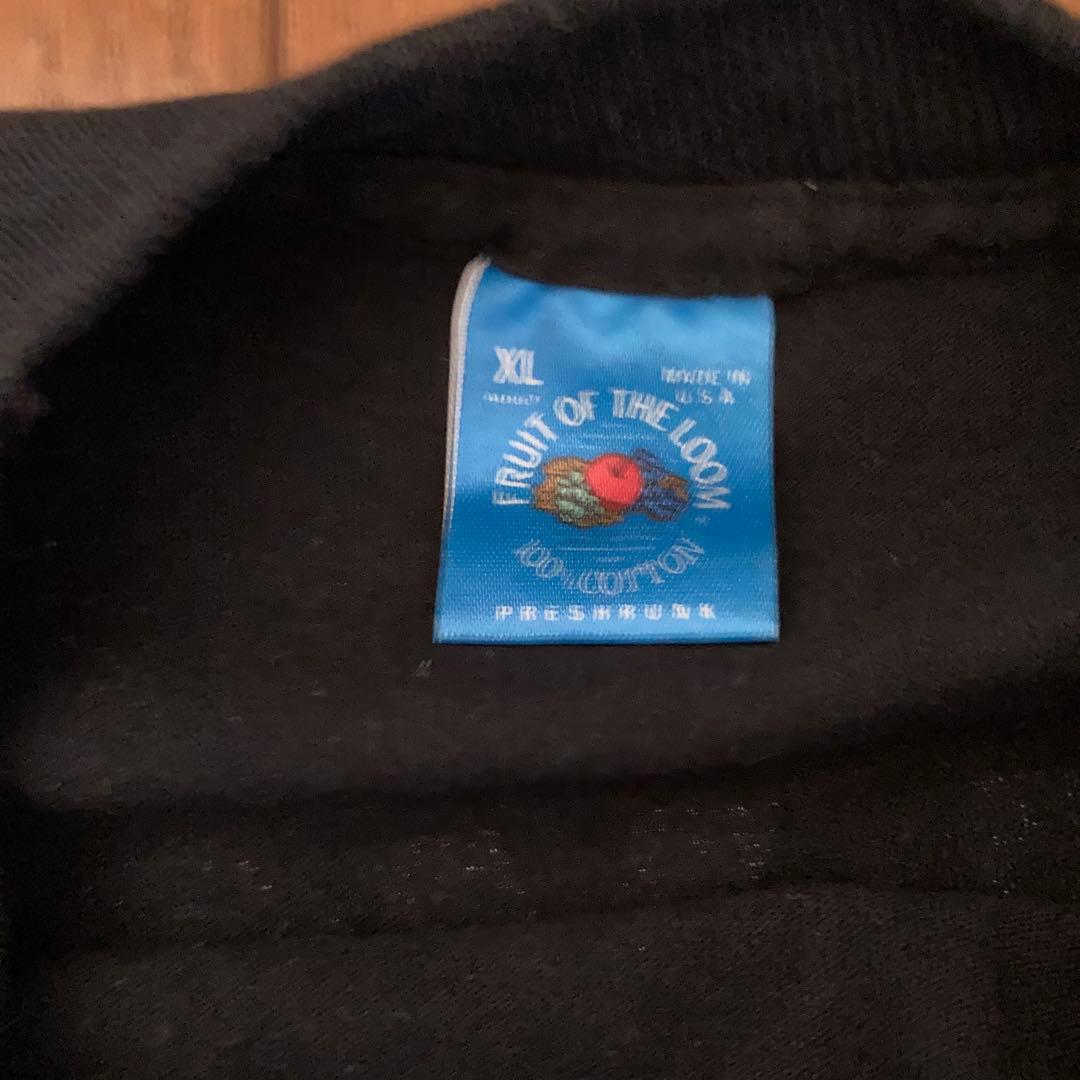 XL
MADE IN
U S A
FRUIT OF THE LOOM
100% COTTON
PRESHRUNK